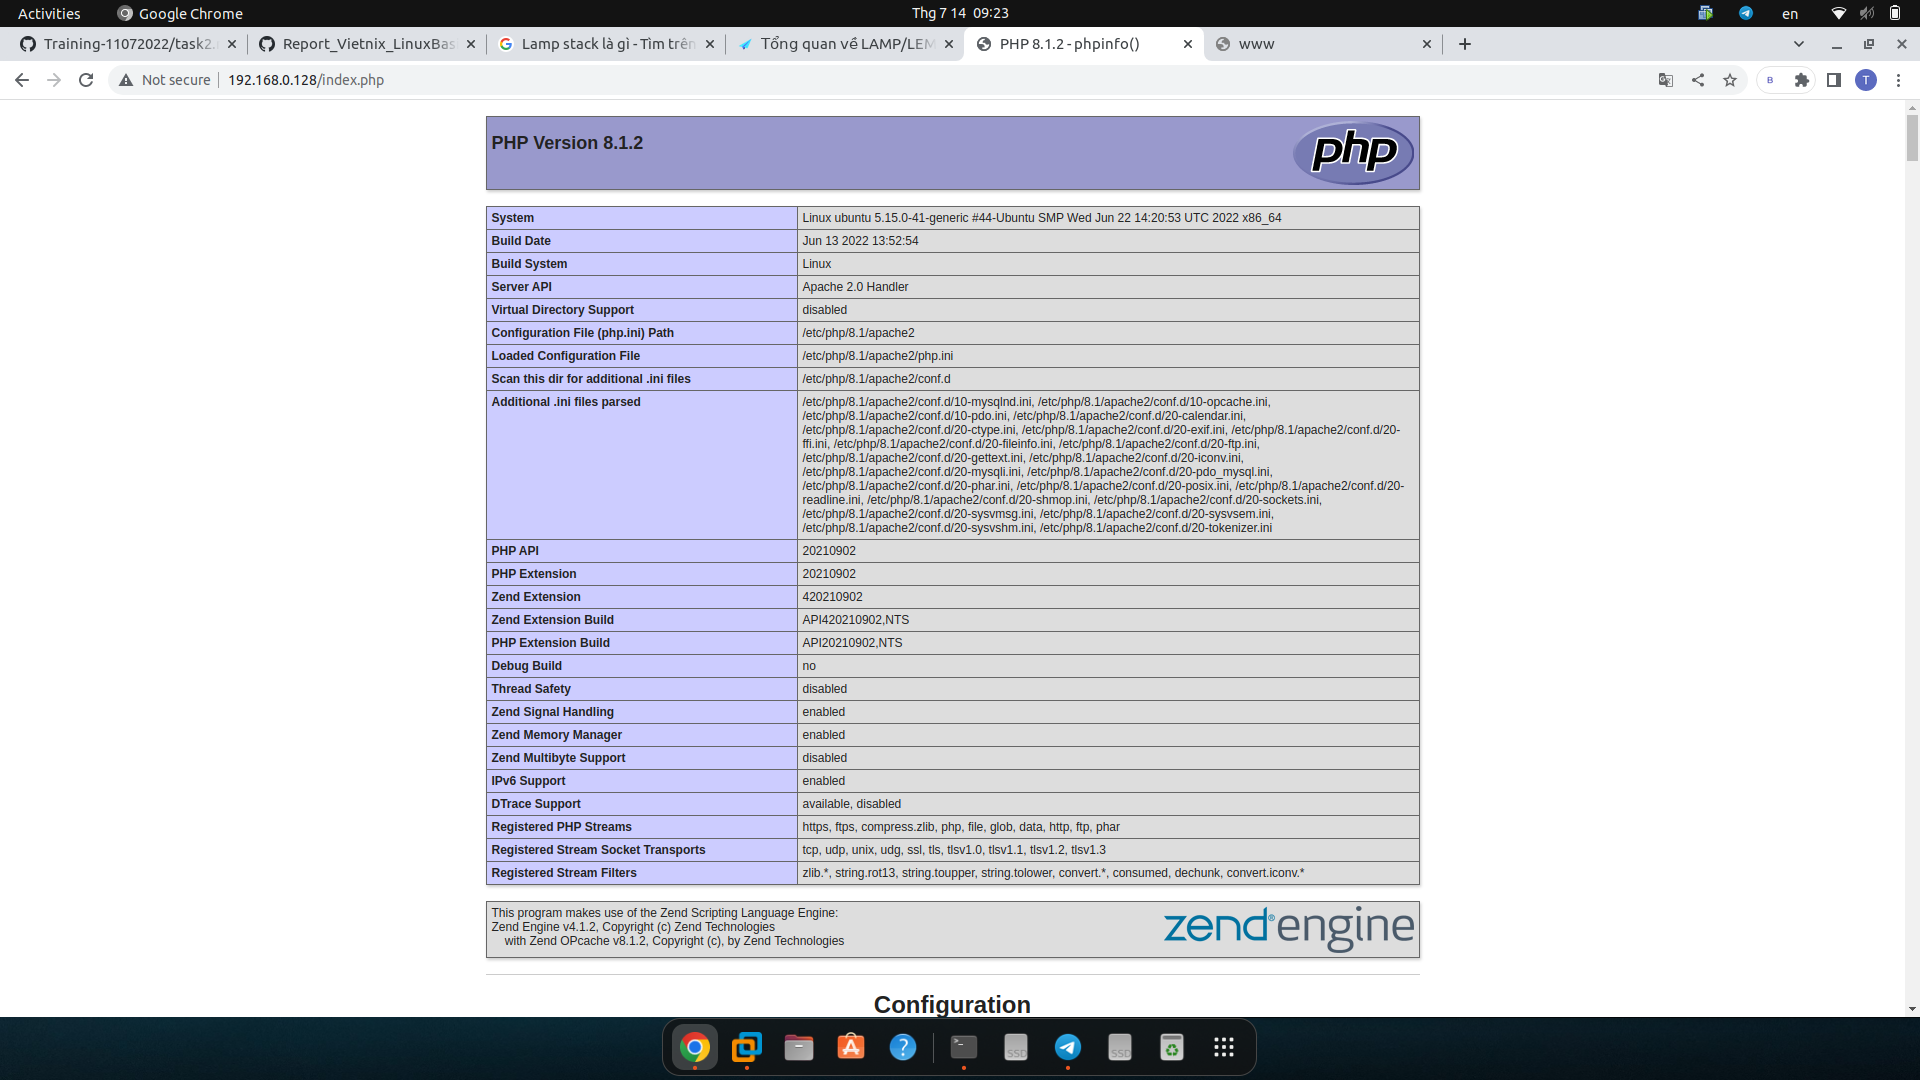 Activities
Google Chrome
Thg 7 14 09:23
en
Training-11072022/task2.
Report_Vietnix_LinuxBas
Lamp stack là gì - Tìm trên
Tổng quan về LAMP/LEM
PHP 8.1.2 - phpinfo()
www
Not secure
192.168.0.128/index.php
B
T
PHP Version 8.1.2
php
System
Linux ubuntu 5.15.0-41-generic #44-Ubuntu SMP Wed Jun 22 14:20:53 UTC 2022 x86_64
Build Date
Jun 13 2022 13:52:54
Build System
Linux
Server API
Apache 2.0 Handler
Virtual Directory Support
disabled
Configuration File (php.ini) Path
/etc/php/8.1/apache2
Loaded Configuration File
/etc/php/8.1/apache2/php.ini
Scan this dir for additional .ini files
/etc/php/8.1/apache2/conf.d
Additional .ini files parsed
/etc/php/8.1/apache2/conf.d/10-mysqlnd.ini, /etc/php/8.1/apache2/conf.d/10-opcache.ini,
/etc/php/8.1/apache2/conf.d/10-pdo.ini, /etc/php/8.1/apache2/conf.d/20-calendar.ini,
/etc/php/8.1/apache2/conf.d/20-ctype.ini, /etc/php/8.1/apache2/conf.d/20-exif.ini, /etc/php/8.1/apache2/conf.d/20-
ffi.ini, /etc/php/8.1/apache2/conf.d/20-fileinfo.ini, /etc/php/8.1/apache2/conf.d/20-ftp.ini,
/etc/php/8.1/apache2/conf.d/20-gettext.ini, /etc/php/8.1/apache2/conf.d/20-iconv.ini,
/etc/php/8.1/apache2/conf.d/20-mysqli.ini, /etc/php/8.1/apache2/conf.d/20-pdo_mysql.ini,
/etc/php/8.1/apache2/conf.d/20-phar.ini, /etc/php/8.1/apache2/conf.d/20-posix.ini, /etc/php/8.1/apache2/conf.d/20-
readline.ini, /etc/php/8.1/apache2/conf.d/20-shmop.ini, /etc/php/8.1/apache2/conf.d/20-sockets.ini,
/etc/php/8.1/apache2/conf.d/20-sysvmsg.ini, /etc/php/8.1/apache2/conf.d/20-sysvsem.ini,
/etc/php/8.1/apache2/conf.d/20-sysvshm.ini, /etc/php/8.1/apache2/conf.d/20-tokenizer.ini
PHP API
20210902
PHP Extension
20210902
Zend Extension
420210902
Zend Extension Build
API420210902,NTS
PHP Extension Build
API20210902,NTS
Debug Build
no
Thread Safety
disabled
Zend Signal Handling
enabled
Zend Memory Manager
enabled
Zend Multibyte Support
disabled
IPv6 Support
enabled
DTrace Support
available, disabled
Registered PHP Streams
https, ftps, compress.zlib, php, file, glob, data, http, ftp, phar
Registered Stream Socket Transports
tcp, udp, unix, udg, ssl, tls, tlsv1.0, tlsv1.1, tlsv1.2, tlsv1.3
Registered Stream Filters
zlib.*, string.rot13, string.toupper, string.tolower, convert.*, consumed, dechunk, convert.iconv.*
This program makes use of the Zend Scripting Language Engine:
Zend Engine v4.1.2, Copyright (c) Zend Technologies
with Zend OPcache v8.1.2, Copyright (c), by Zend Technologies
zend® engine
Configuration
SSD
SSD